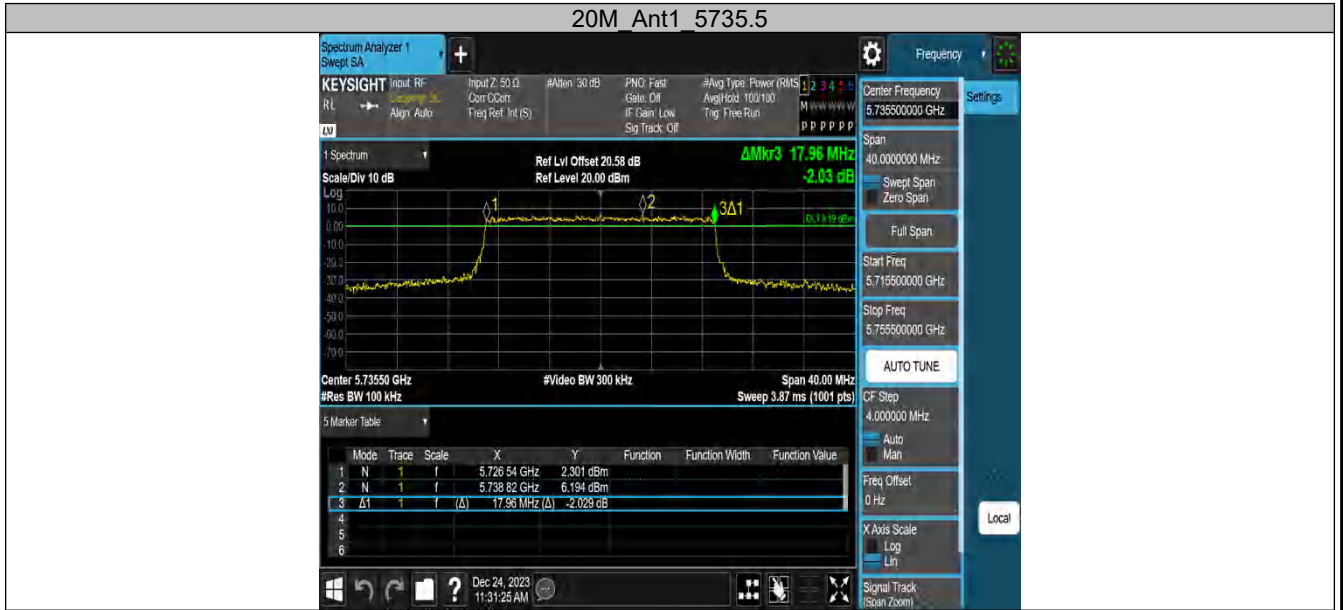 20M_Ant1_5735.5
Spectrum Analyzer 1
Swept SA
+
Frequency
KEYSIGHT
Input: RF
Input Z: 50 Ω
#Atten: 30 dB
PNO: Fast
#Avg Type: Power (RMS
1 2 3 4 5 6
RL
Corr CCorr
Gate: Off
Avg|Hold: 100/100
M W W W W W
Align: Auto
Freq Ref: Int (S)
IF Gain: Low
Trig: Free Run
Sig Track: Off
P P P P P P
LXI
1 Spectrum
Ref Lvl Offset 20.58 dB
ΔMkr3 17.96 MHz
Scale/Div 10 dB
Ref Level 20.00 dBm
-2.03 dB
Log
10.0
0.00
-10.0
-20.0
-30.0
-40.0
-50.0
-60.0
-70.0
1
2
3Δ1
Center 5.73550 GHz
#Video BW 300 kHz
Span 40.00 MHz
#Res BW 100 kHz
Sweep 3.87 ms (1001 pts)
5 Marker Table
Mode Trace Scale X Y Function Function Width Function Value
1 N 1 f 5.726 54 GHz 2.301 dBm
2 N 1 f 5.738 82 GHz 6.194 dBm
3 Δ1 1 f (Δ) 17.96 MHz (Δ) -2.029 dB
4
5
6
?
Dec 24, 2023
11:31:25 AM
Center Frequency
5.735500000 GHz
Settings
Span
40.0000000 MHz
Swept Span
Zero Span
Full Span
Start Freq
5.715500000 GHz
Stop Freq
5.755500000 GHz
AUTO TUNE
CF Step
4.000000 MHz
Auto
Man
Freq Offset
0 Hz
X Axis Scale
Log
Lin
Local
Signal Track
(Span Zoom)